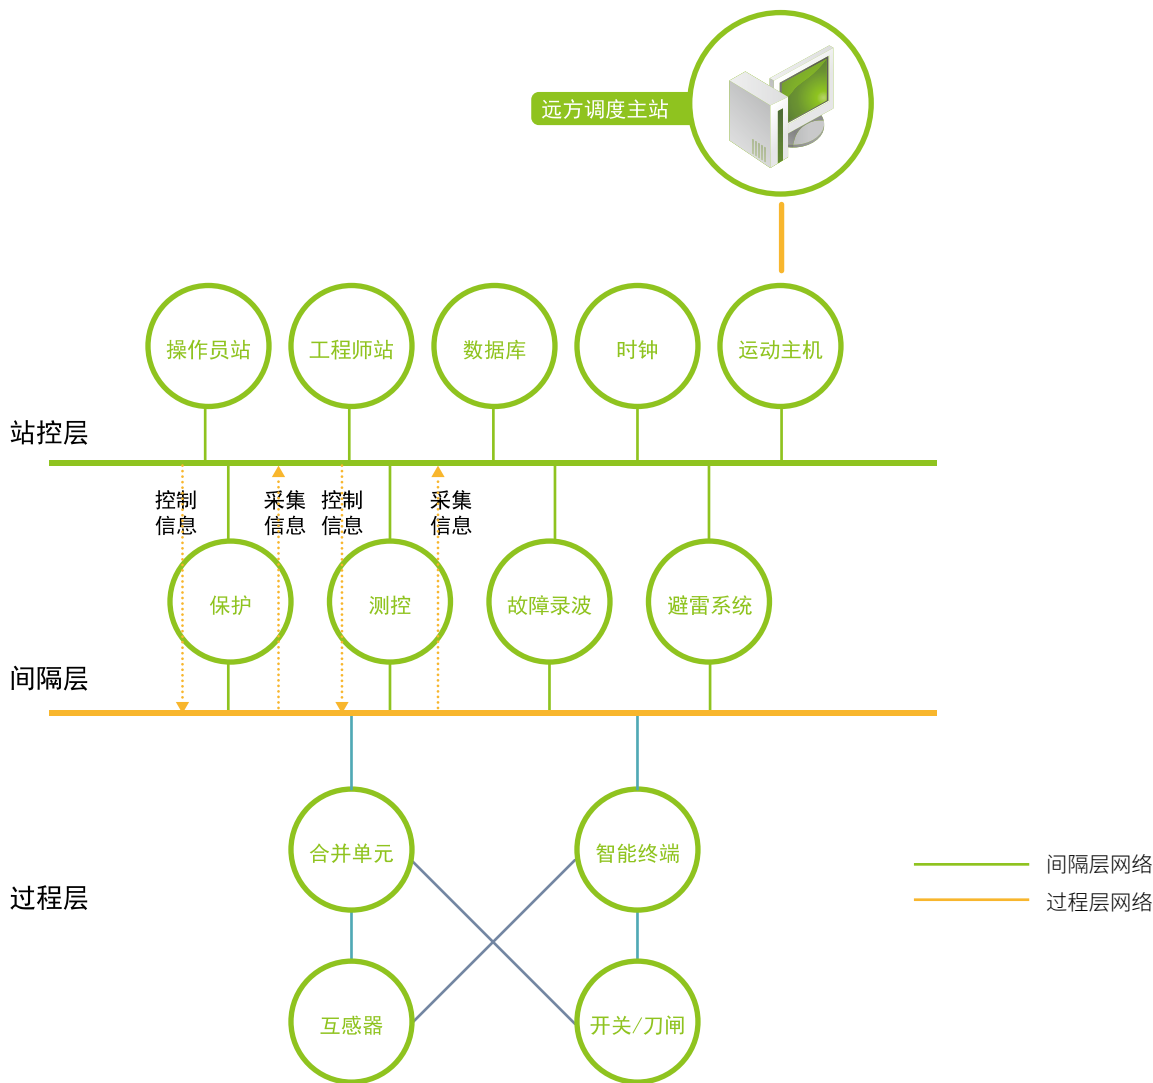 远方调度主站
操作员站
工程师站
数据库
时钟
运动主机
站控层
控制
信息
采集
信息
控制
信息
采集
信息
保护
测控
故障录波
避雷系统
间隔层
合并单元
智能终端
过程层
间隔层网络
过程层网络
互感器
开关/刀闸